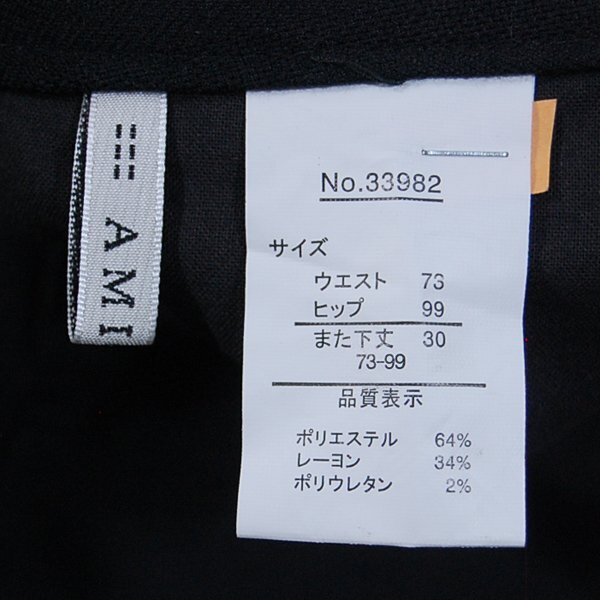 AMI
No.33982
サイズ
ウエスト 73
ヒップ 99
また下丈 30
73-99
品質表示
ポリエステル 64%
レーヨン 34%
ポリウレタン 2%